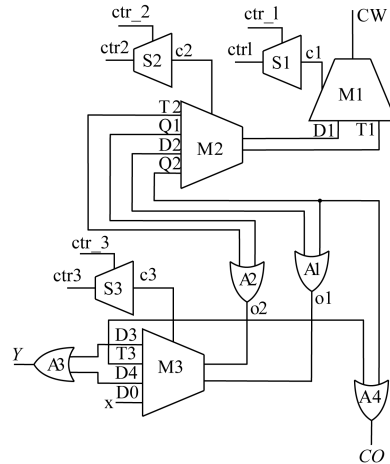 ctr_1
CW
ctr_2
ctr2
S2
c2
ctrl
S1
c1
M1
T2
Q1
D2
Q2
M2
D1
T1
ctr_3
ctr3
S3
c3
A2
A1
o2
o1
Y
A3
D3
T3
D4
D0
x
M3
A4
CO